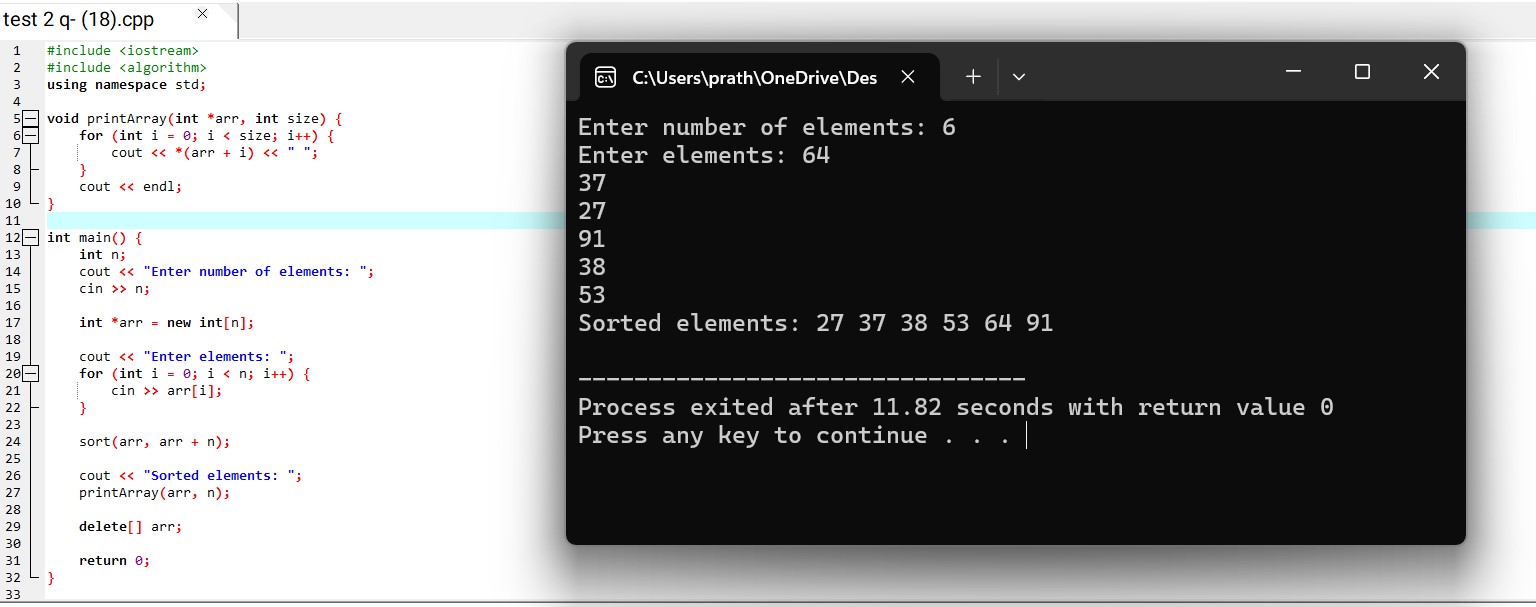 test 2 q- (18).cpp
1 #include <iostream>
2 #include <algorithm>
3 using namespace std;
4
5 void printArray(int *arr, int size) {
6 for (int i = 0; i < size; i++) {
7 cout << *(arr + i) << " ";
8 }
9 cout << endl;
10 }
11
12 int main() {
13 int n;
14 cout << "Enter number of elements: ";
15 cin >> n;
16
17 int *arr = new int[n];
18
19 cout << "Enter elements: ";
20 for (int i = 0; i < n; i++) {
21 cin >> arr[i];
22 }
23
24 sort(arr, arr + n);
25
26 cout << "Sorted elements: ";
27 printArray(arr, n);
28
29 delete[] arr;
30
31 return 0;
32 }
33
C:\Users\prath\OneDrive\Des
Enter number of elements: 6
Enter elements: 64
37
27
91
38
53
Sorted elements: 27 37 38 53 64 91
--------------------------------
Process exited after 11.82 seconds with return value 0
Press any key to continue . . .